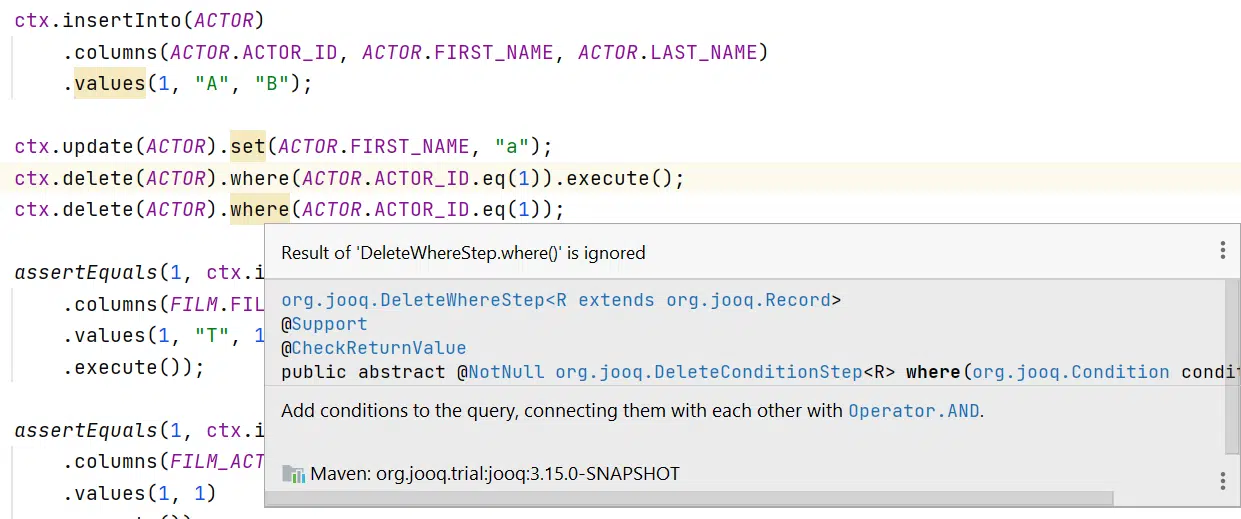 ctx.insertInto(ACTOR)
.columns(ACTOR.ACTOR_ID, ACTOR.FIRST_NAME, ACTOR.LAST_NAME)
.values(1, "A", "B");
ctx.update(ACTOR).set(ACTOR.FIRST_NAME, "a");
ctx.delete(ACTOR).where(ACTOR.ACTOR_ID.eq(1)).execute();
ctx.delete(ACTOR).where(ACTOR.ACTOR_ID.eq(1));
assertEquals(1, ctx.i
.columns(FILM.FIL
.values(1, "T", 1
.execute());
assertEquals(1, ctx.i
.columns(FILM_ACT
.values(1, 1)
Result of 'DeleteWhereStep.where()' is ignored
org.jooq.DeleteWhereStep<R extends org.jooq.Record>
@Support
@CheckReturnValue
public abstract @NotNull org.jooq.DeleteConditionStep<R> where(org.jooq.Condition condit
Add conditions to the query, connecting them with each other with Operator.AND.
Maven: org.jooq.trial:jooq:3.15.0-SNAPSHOT